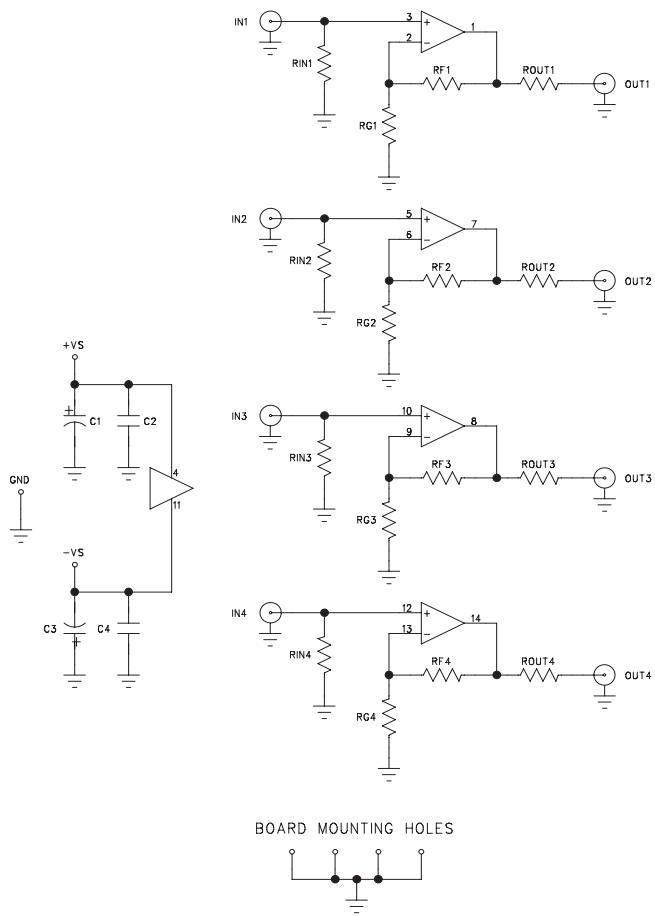 IN1
3
2
+
−
1
RIN1
RF1
ROUT1
OUT1
RG1
IN2
5
6
+
−
7
RIN2
RF2
ROUT2
OUT2
RG2
+VS
+
C1
C2
4
11
GND
−VS
C3
+
C4
IN3
10
9
+
−
8
RIN3
RF3
ROUT3
OUT3
RG3
IN4
12
13
+
−
14
RIN4
RF4
ROUT4
OUT4
RG4
BOARD MOUNTING HOLES